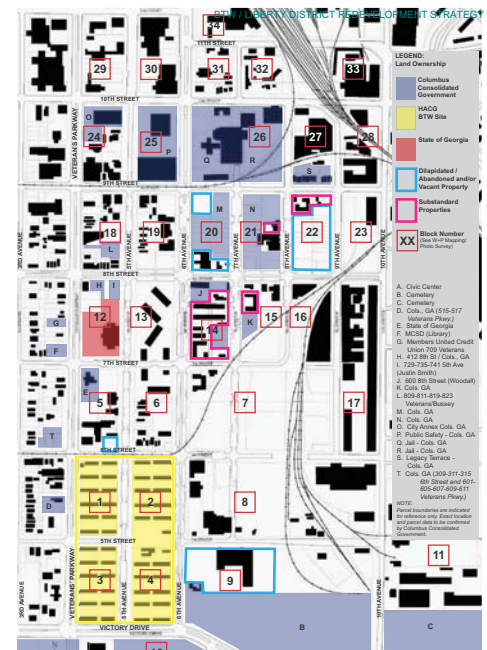 BTW / LIBERTY DISTRICT REDEVELOPMENT STRATEGY
34
11TH STREET
29
30
31
32
33
10TH STREET
VETERAN'S PARKWAY
O
24
25
P
26
Q
R
27
28
S
9TH STREET
3RD AVENUE
18
L
5TH AVENUE
19
6TH AVENUE
M
20
7TH AVENUE
N
21
8TH AVENUE
22
23
10TH AVENUE
8TH STREET
H
I
J
12
13
14
K
15
16
G
F
7TH STREET
E
5
6
7
17
T
6TH STREET
D
1
2
8
5TH STREET
3RD AVENUE
VETERANS' PARKWAY
3
5TH AVENUE
4
6TH AVENUE
9
10TH AVENUE
11
VICTORY DRIVE
B
C
N
LEGEND:
Land Ownership
Columbus
Consolidated
Government
HACG
BTW Site
State of Georgia
Dilapidated /
Abandoned and/or
Vacant Property
Substandard
Properties
XX
Block Number
(See W+P Mapping/
Photo Survey)
A. Civic Center
B. Cemetery
C. Cemetery
D. Cols., GA (515-517
Veterans Pkwy.)
E. State of Georgia
F. MCSD (Library)
G. Members United Credit
Union 709 Veterans
H. 412 8th St / Cols., GA
I. 729-735-741 5th Ave
(Justin Smith)
J. 600 8th Street (Woodall)
K. Cols. GA
L. 809-811-819-823
Veterans/Bussey
M. Cols. GA
N. Cols. GA
O. City Annex Cols. GA
P. Public Safety - Cols. GA
Q. Jail - Cols. GA
R. Jail - Cols. GA
S. Legacy Terrace -
Cols. GA
T. Cols, GA (309-311-315
6th Street and 601-
605-607-609-611
Veterans Pkwy.)
NOTE:
Parcel boundaries are indicated
for reference only. Exact location
and parcel data to be confirmed
by Columbus Consolidated
Government.